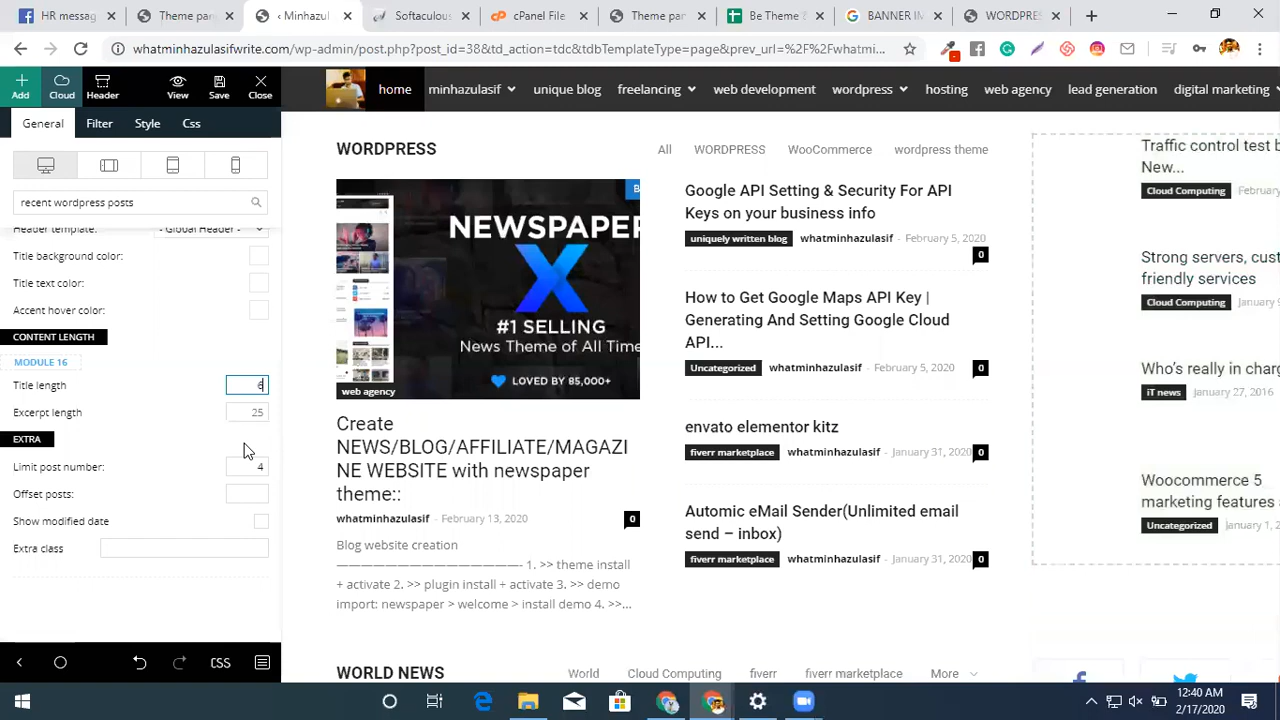 Minhazul
HR posts on
Softaculous
cPanel File
Theme par
Be Theme
BANNER IN
WORDPRES
whatminhazulasifwrite.com/wp-admin/post.php?post_id=38&td_action=tdc&tdbTemplateType=page&prev_url=%2F%2Fwhatmi...
Add
Cloud
Header
View
Save
Close
home
minhazulasif
unique blog
freelancing
web development
wordpress
hosting
web agency
lead generation
digital marketing
General
Filter
Style
Css
recent wordpress posts
Header template:
Global Header -
Title background color:
Title text color:
Accent hover color:
CONTENT LENGTH
MODULE 16
Title length
6
Excerpt length
25
EXTRA
Limit post number:
4
Offset posts:
Show modified date
Extra class
CSS
WORDPRESS
All
WORDPRESS
WooCommerce
wordpress theme
B
NEWSPAPER
X
#1 SELLING
News Theme of All Time
LOVED BY 85,000+
web agency
Create
NEWS/BLOG/AFFILIATE/MAGAZI
NE WEBSITE with newspaper
theme::
whatminhazulasif - February 13, 2020
0
Blog website creation
———————————————- 1. >> theme install
+ activate 2. >> plugin install + activate 3. >> demo
import: newspaper > welcome > install demo 4. >>...
Google API Setting & Security For API
Keys on your business info
uniquely written blog whatminhazulasif - February 5, 2020
0
How to Get Google Maps API Key |
Generating And Setting Google Cloud
API...
Uncategorized whatminhazulasif - February 5, 2020 0
envato elementor kitz
fiverr marketplace whatminhazulasif - January 31, 2020 0
Automic eMail Sender(Unlimited email
send – inbox)
fiverr marketplace whatminhazulasif - January 31, 2020 0
Traffic control test b
New...
Cloud Computing February
Strong servers, cust
friendly services
Cloud Computing January
Who's really in charg
iT news January 27, 2016
Woocommerce 5
marketing features
Uncategorized January 1, 2
WORLD NEWS
World
Cloud Computing
fiverr
fiverr marketplace
More
12:40 AM
2/17/2020